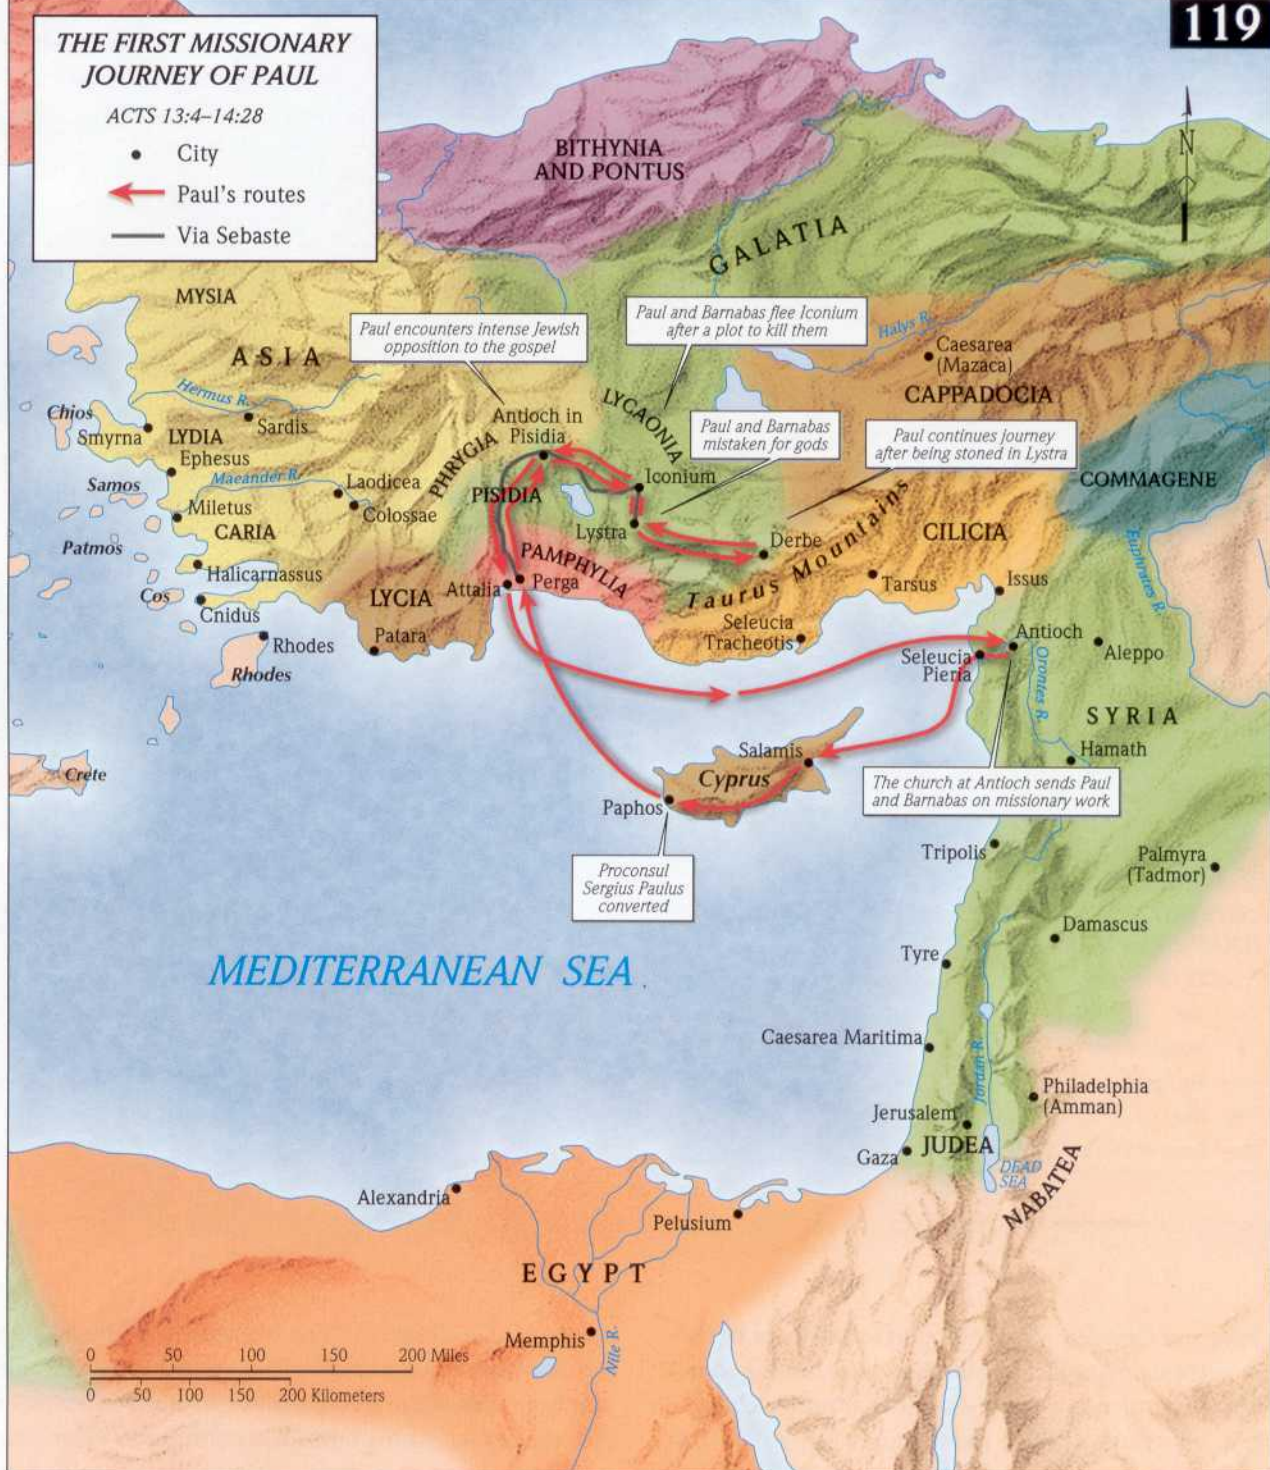 119
THE FIRST MISSIONARY
JOURNEY OF PAUL
ACTS 13:4–14:28
City
Paul's routes
Via Sebaste
N
BITHYNIA
AND PONTUS
GALATIA
MYSIA
ASIA
Paul encounters intense Jewish
opposition to the gospel
Paul and Barnabas flee Iconium
after a plot to kill them
Halys R.
Caesarea
(Mazaca)
CAPPADOCIA
Hermus R.
Chios
Smyrna
LYDIA
Sardis
Ephesus
Antioch in
Pisidia
LYCAONIA
Paul and Barnabas
mistaken for gods
Paul continues journey
after being stoned in Lystra
PHRYGIA
Samos
Maeander R.
Laodicea
PISIDIA
Iconium
COMMAGENE
Miletus
Colossae
CARIA
Lystra
Derbe
CILICIA
Patmos
Halicarnassus
PAMPHYLIA
Taurus Mountains
Euphrates R.
Cos
Cnidus
LYCIA
Attalia
Perga
Tarsus
Issus
Rhodes
Patara
Seleucia
Tracheotis
Antioch
Rhodes
Seleucia
Pieria
Aleppo
Orontes R.
SYRIA
Crete
Salamis
Cyprus
Hamath
Paphos
The church at Antioch sends Paul
and Barnabas on missionary work
Proconsul
Sergius Paulus
converted
Tripolis
Palmyra
(Tadmor)
Damascus
MEDITERRANEAN SEA
Tyre
Caesarea Maritima
Jordan R.
Philadelphia
(Amman)
Jerusalem
JUDEA
Gaza
DEAD
SEA
NABATEA
Alexandria
Pelusium
EGYPT
Memphis
Nile R.
0 50 100 150 200 Miles
0 50 100 150 200 Kilometers